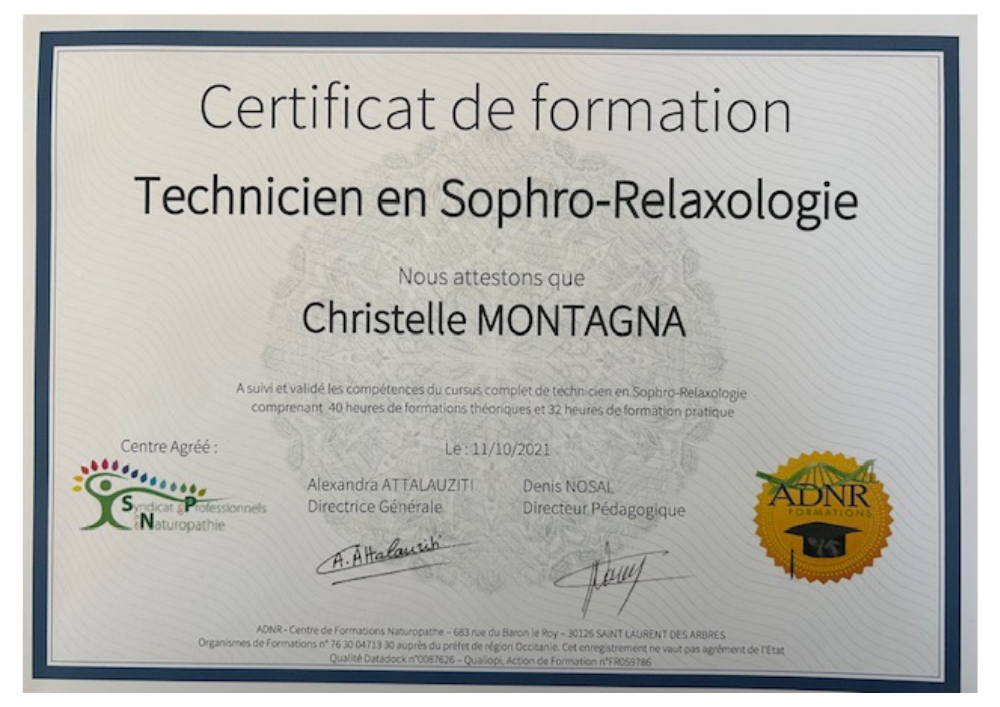 Certificat de formation
Technicien en Sophro-Relaxologie
Nous attestons que
Christelle MONTAGNA
A suivi et validé les compétences du cursus complet de technicien en Sophro-Relaxologie
comprenant 40 heures de formations théoriques et 32 heures de formation pratique
Centre Agréé :
Le : 11/10/2021
Syndicat des Professionnels
de la Naturopathie
Alexandra ATTALAUZITI
Directrice Générale
Denis NOSAL
Directeur Pédagogique
A. Attalauziti
ADNR
FORMATIONS
ADNR - Centre de Formations Naturopathe – 683 rue du Baron le Roy – 30126 SAINT LAURENT DES ARBRES
Organismes de Formations n° 76 30 04713 30 auprès du préfet de région Occitanie. Cet enregistrement ne vaut pas agrément de l'Etat
Qualité Datadock n°0087626 – Qualiopi, Action de Formation n°FR059786